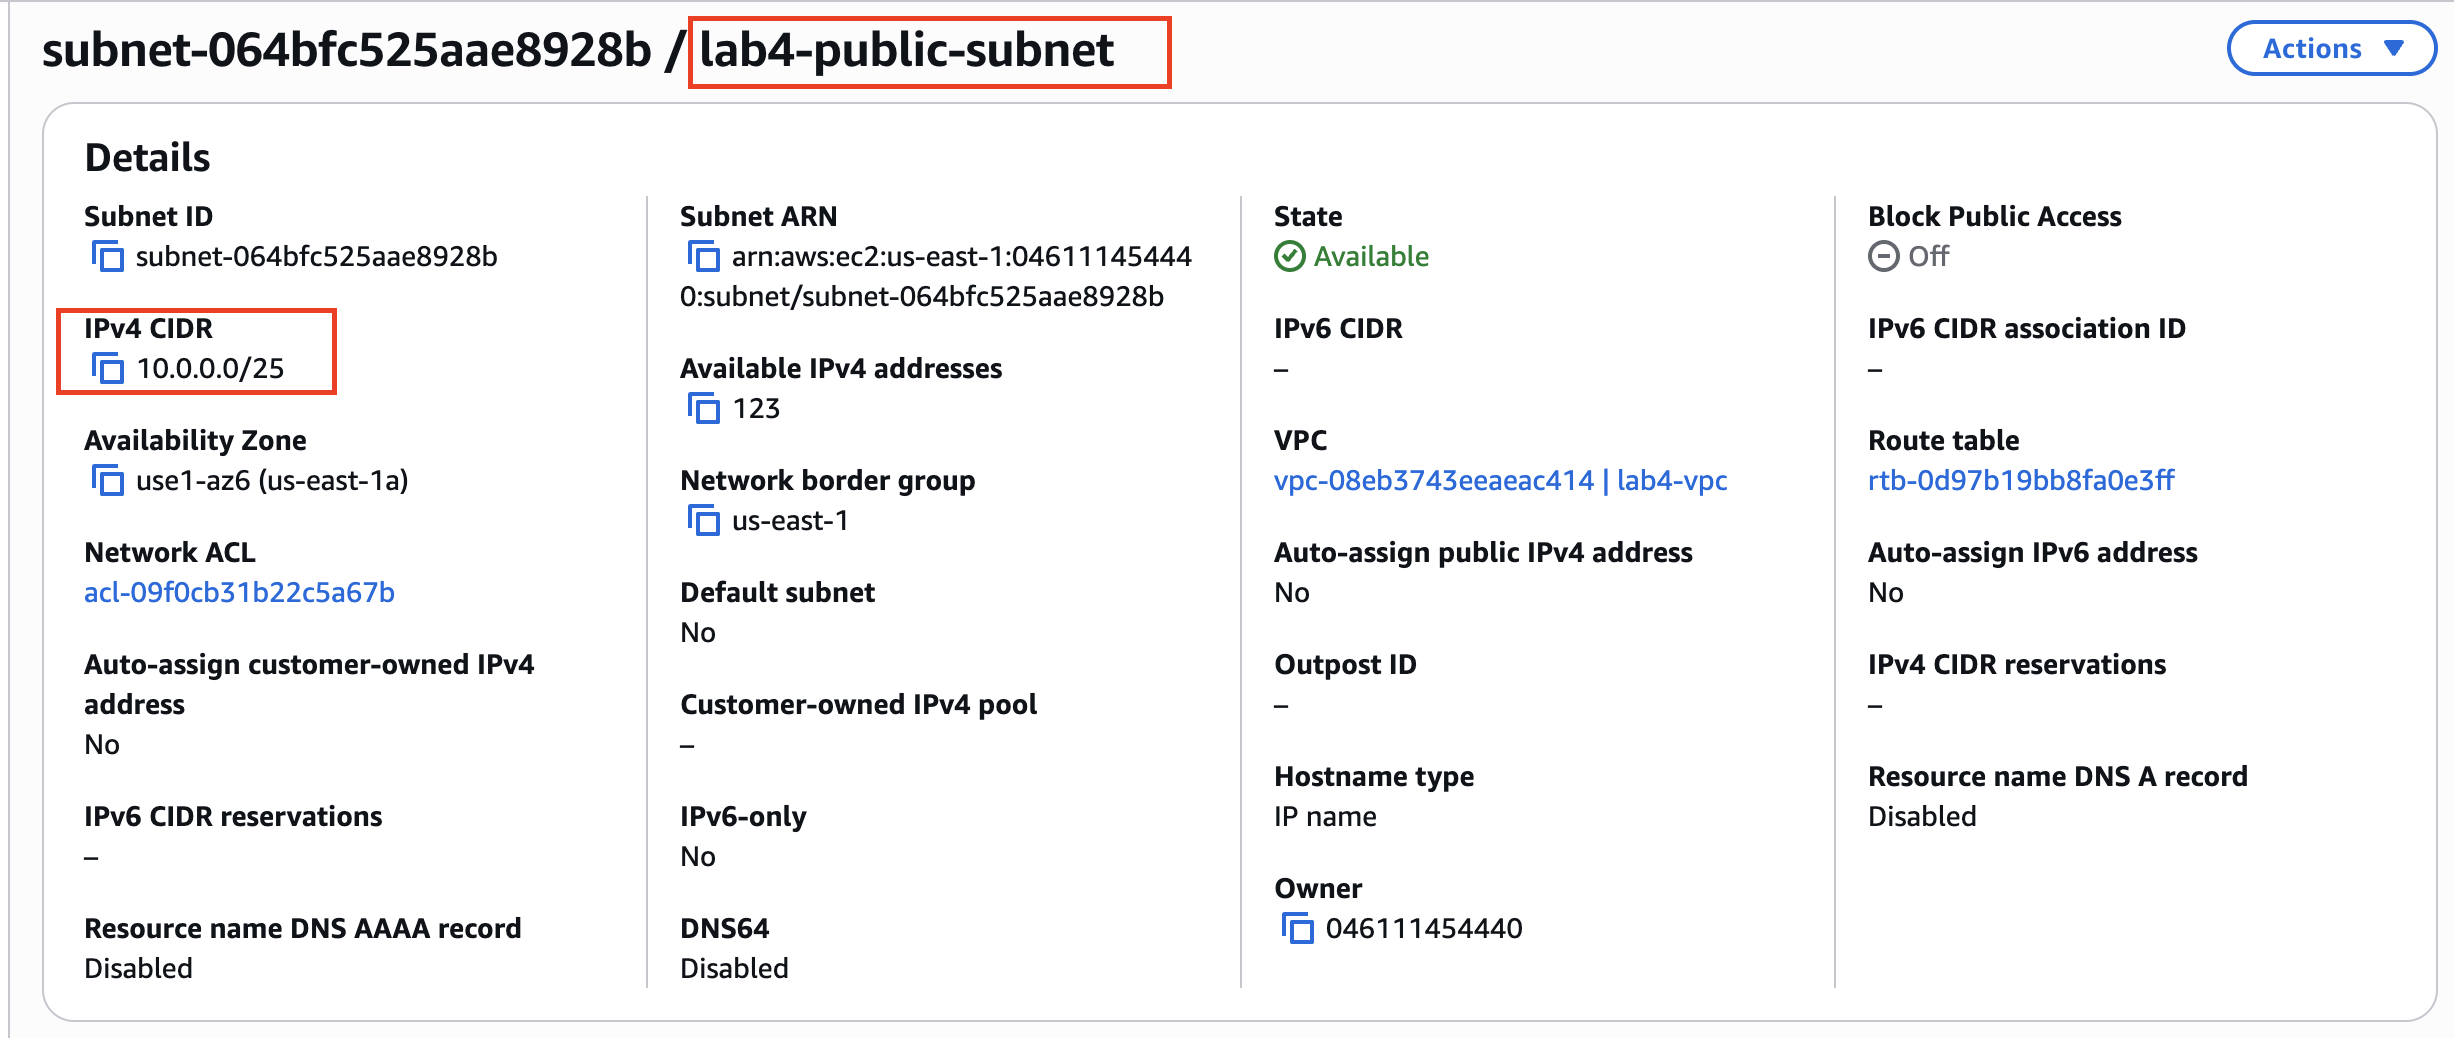 subnet-064bfc525aae8928b / lab4-public-subnet
Actions
Details
Subnet ID
subnet-064bfc525aae8928b
IPv4 CIDR
10.0.0.0/25
Availability Zone
use1-az6 (us-east-1a)
Network ACL
acl-09f0cb31b22c5a67b
Auto-assign customer-owned IPv4
address
No
IPv6 CIDR reservations
–
Resource name DNS AAAA record
Disabled
Subnet ARN
arn:aws:ec2:us-east-1:04611145444
0:subnet/subnet-064bfc525aae8928b
Available IPv4 addresses
123
Network border group
us-east-1
Default subnet
No
Customer-owned IPv4 pool
–
IPv6-only
No
DNS64
Disabled
State
Available
IPv6 CIDR
–
VPC
vpc-08eb3743eeaeac414 | lab4-vpc
Auto-assign public IPv4 address
No
Outpost ID
–
Hostname type
IP name
Owner
046111454440
Block Public Access
Off
IPv6 CIDR association ID
–
Route table
rtb-0d97b19bb8fa0e3ff
Auto-assign IPv6 address
No
IPv4 CIDR reservations
–
Resource name DNS A record
Disabled